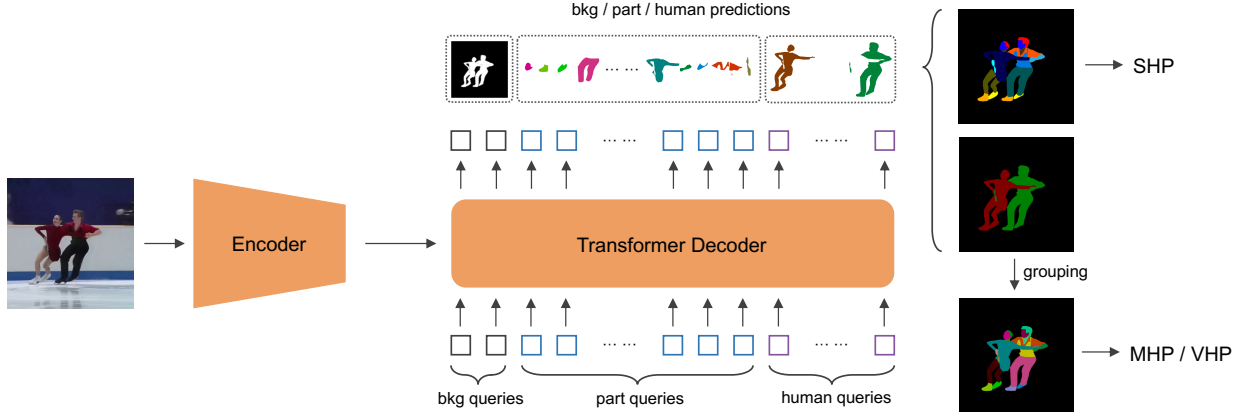 bkg / part / human predictions
SHP
... ...
... ...
... ...
Encoder
Transformer Decoder
grouping
... ...
... ...
MHP / VHP
bkg queries
part queries
human queries